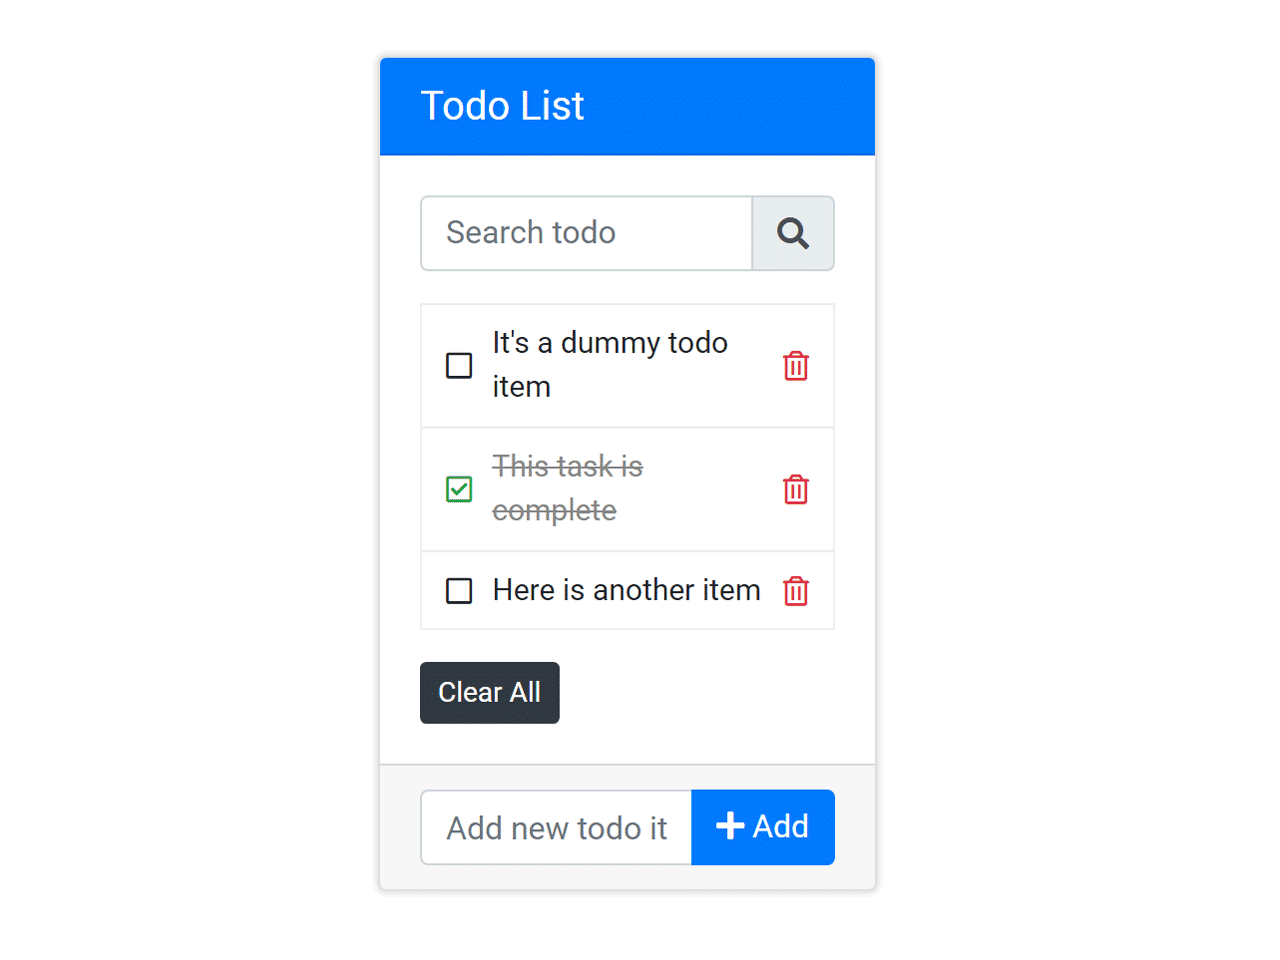 Todo List
Search todo
It's a dummy todo
item
This task is
complete
Here is another item
Clear All
Add new todo it
Add